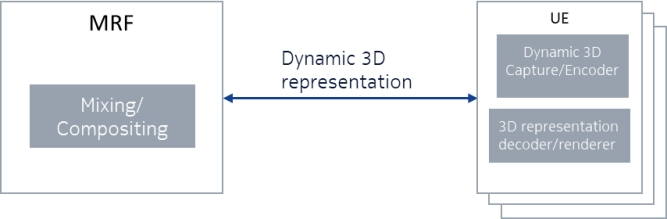 MRF
Mixing/
Compositing
Dynamic 3D
representation
UE
Dynamic 3D
Capture/Encoder
3D representation
decoder/renderer